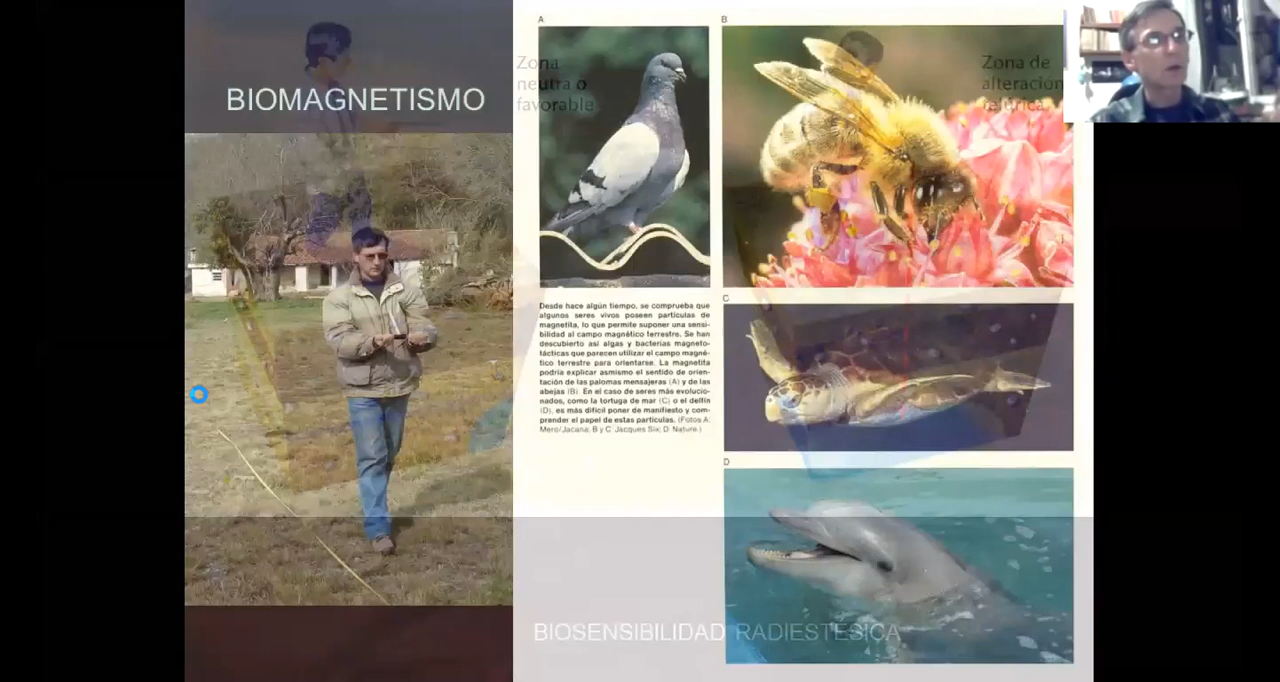 BIOMAGNETISMO
A
B
Zona
neutra o
favorable
Zona de
alteración
telúrica
Desde hace algún tiempo, se comprueba que
algunos seres vivos poseen partículas de
magnetita, lo que permite suponer una sensi-
bilidad al campo magnético terrestre. Se han
descubierto así algas y bacterias magneto-
tácticas que parecen utilizar el campo magné-
tico terrestre para orientarse. La magnetita
podría explicar asmismo el sentido de orien-
tación de las palomas mensajeras (A) y de las
abejas (B). En el caso de seres más evolucio-
nados, como la tortuga de mar (C) o el delfín
(D), es más difícil poner de manifiesto y com-
prender el papel de estas partículas. (Fotos A.
Mero/Jacana; B y C. Jacques Six; D. Nature.)
C
D
BIOSENSIBILIDAD RADIESTESICA